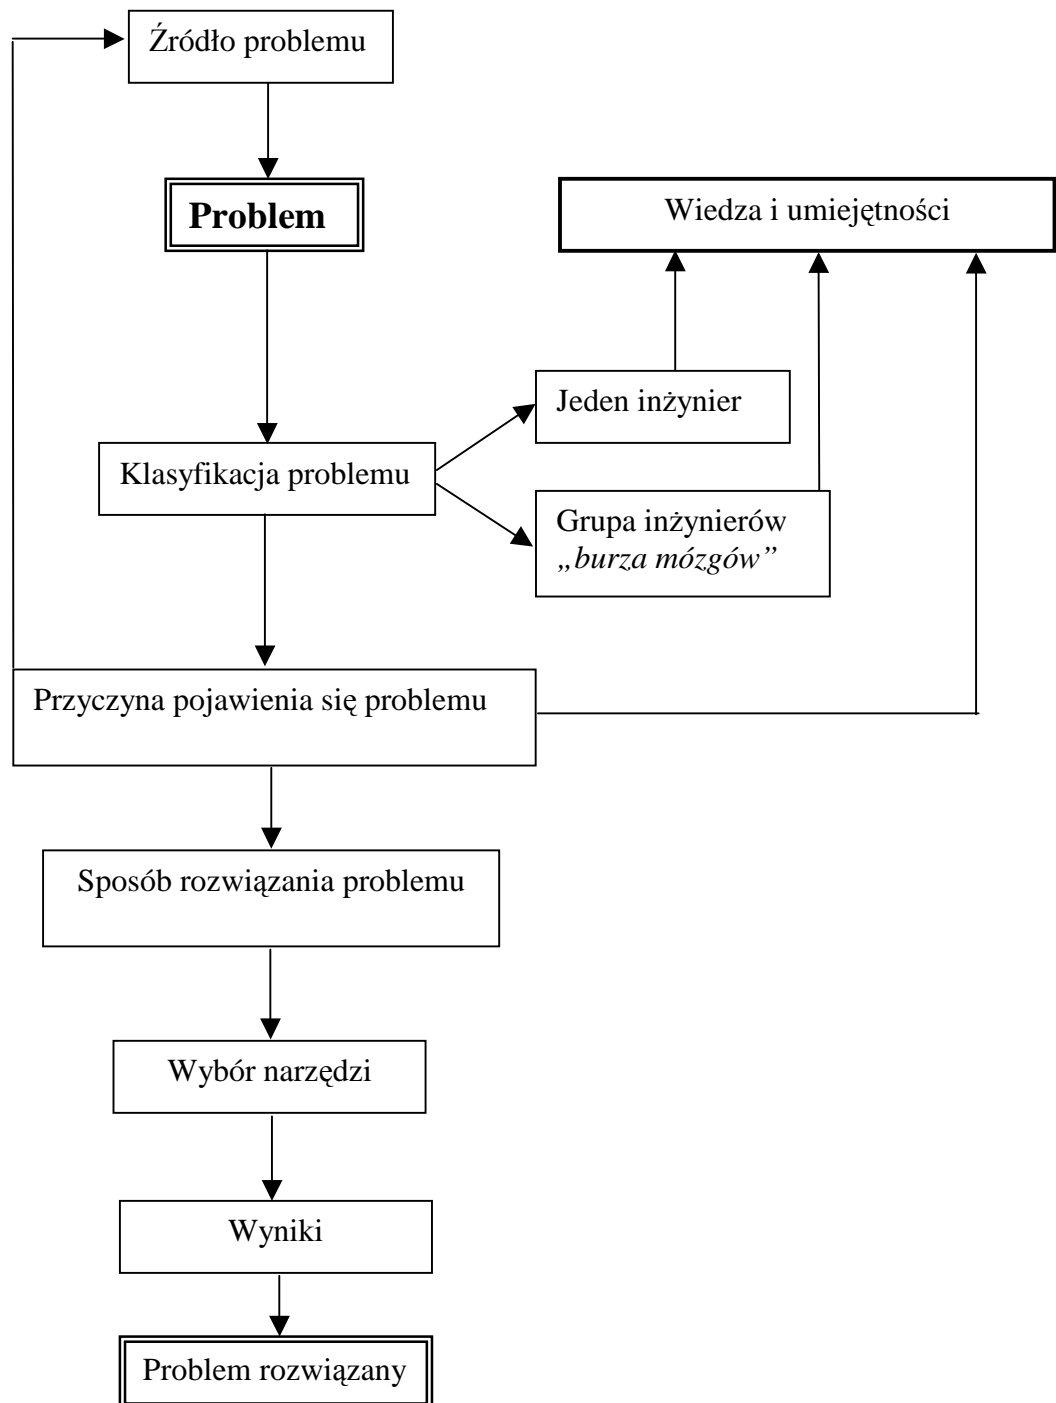 Źródło problemu
Problem
Wiedza i umiejętności
Jeden inżynier
Klasyfikacja problemu
Grupa inżynierów
„burza mózgów”
Przyczyna pojawienia się problemu
Sposób rozwiązania problemu
Wybór narzędzi
Wyniki
Problem rozwiązany